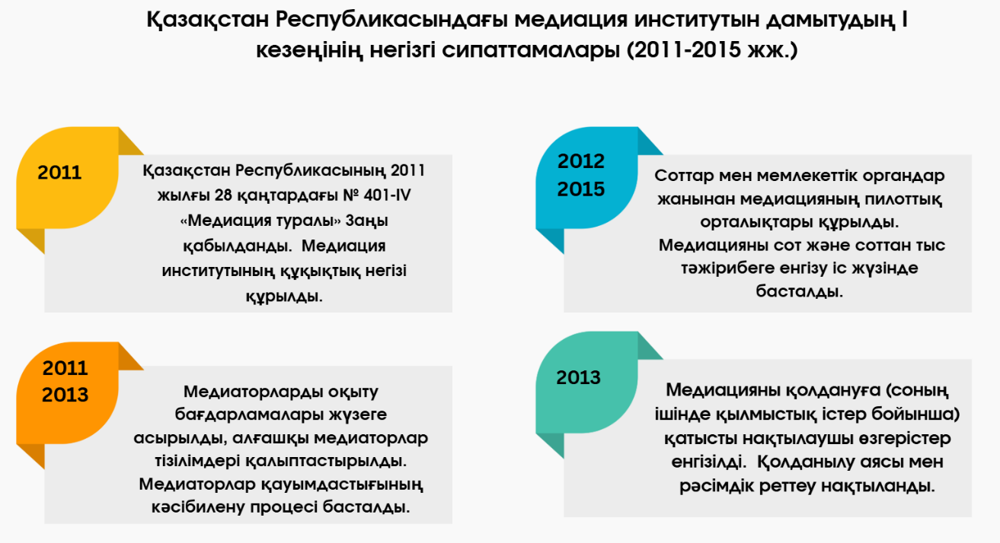 Қазақстан Республикасындағы медиация институтын дамытудың I
кезеңінің негізгі сипаттамалары (2011-2015 жж.)
2011
Қазақстан Республикасының 2011
жылғы 28 қаңтардағы № 401-IV
«Медиация туралы» Заңы
қабылданды. Медиация
институтының құқықтық негізі
құрылды.
2012
2015
Соттар мен мемлекеттік органдар
жанынан медиацияның пилоттық
орталықтары құрылды.
Медиацияны сот және соттан тыс
тәжірибеге енгізу іс жүзінде
басталды.
2011
2013
Медиаторларды оқыту
бағдарламалары жүзеге
асырылды, алғашқы медиаторлар
тізілімдері қалыптастырылды.
Медиаторлар қауымдастығының
кәсібилену процесі басталды.
2013
Медиацияны қолдануға (соның
ішінде қылмыстық істер бойынша)
қатысты нақтылаушы өзгерістер
енгізілді. Қолданылу аясы мен
рәсімдік реттеу нақтыланды.